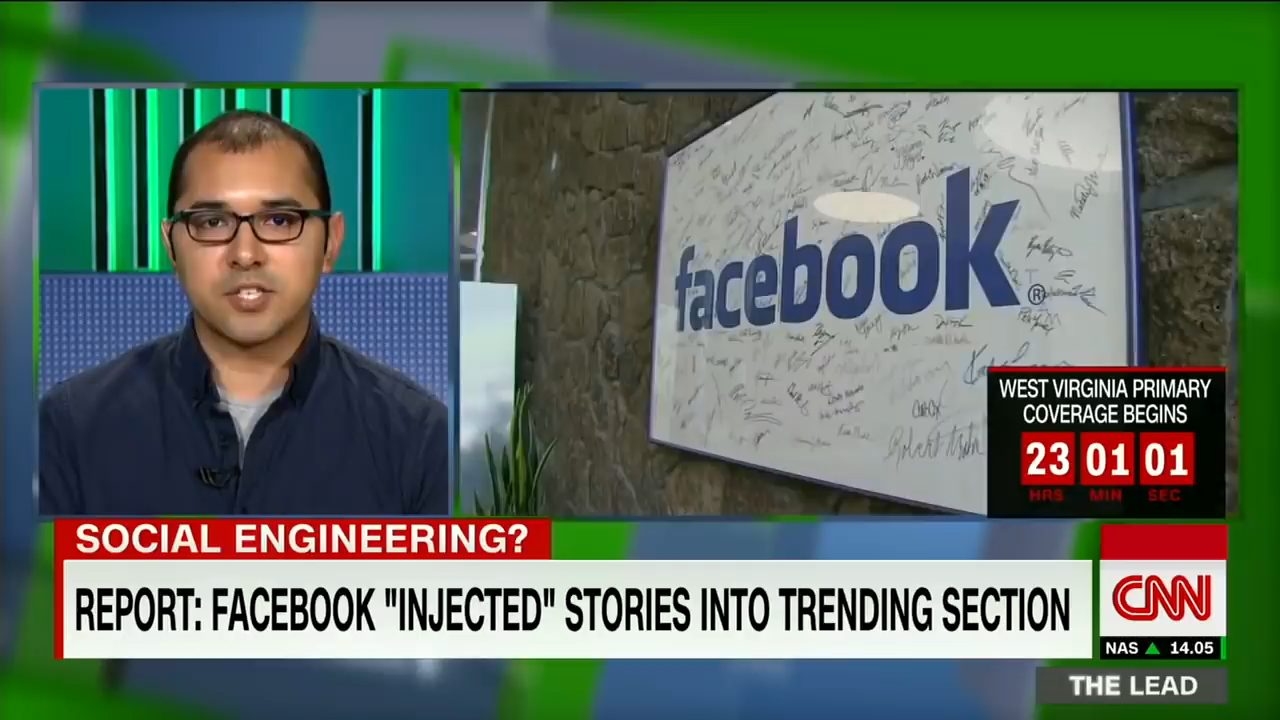 facebook
®
WEST VIRGINIA PRIMARY
COVERAGE BEGINS
23 01 01
HRS MIN SEC
SOCIAL ENGINEERING?
REPORT: FACEBOOK "INJECTED" STORIES INTO TRENDING SECTION
CNN
NAS ▲ 14.05
THE LEAD